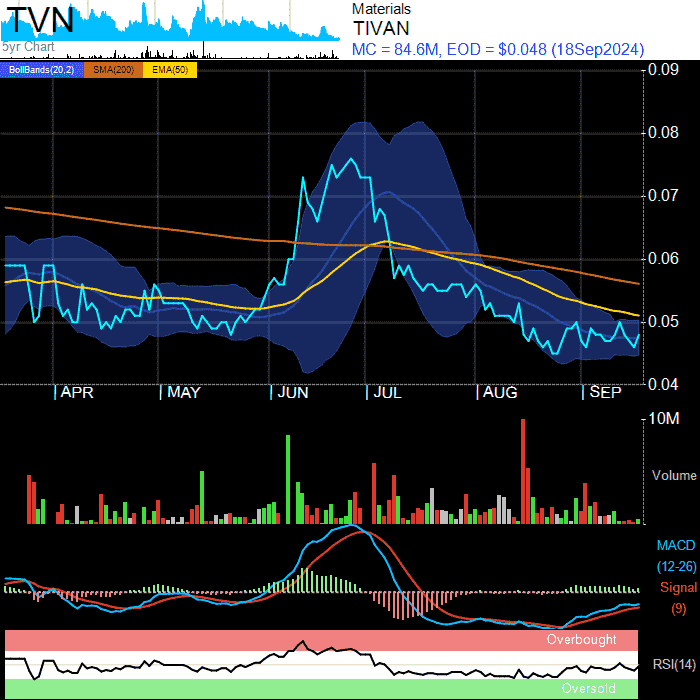 TVN
5yr Chart
Materials
TIVAN
MC = 84.6M, EOD = $0.048 (18Sep2024)
BollBands(20,2) SMA(200) EMA(50)
0.09
0.08
0.07
0.06
0.05
0.04
APR MAY JUN JUL AUG SEP
10M
Volume
MACD
(12-26)
Signal
(9)
Overbought
RSI(14)
Oversold